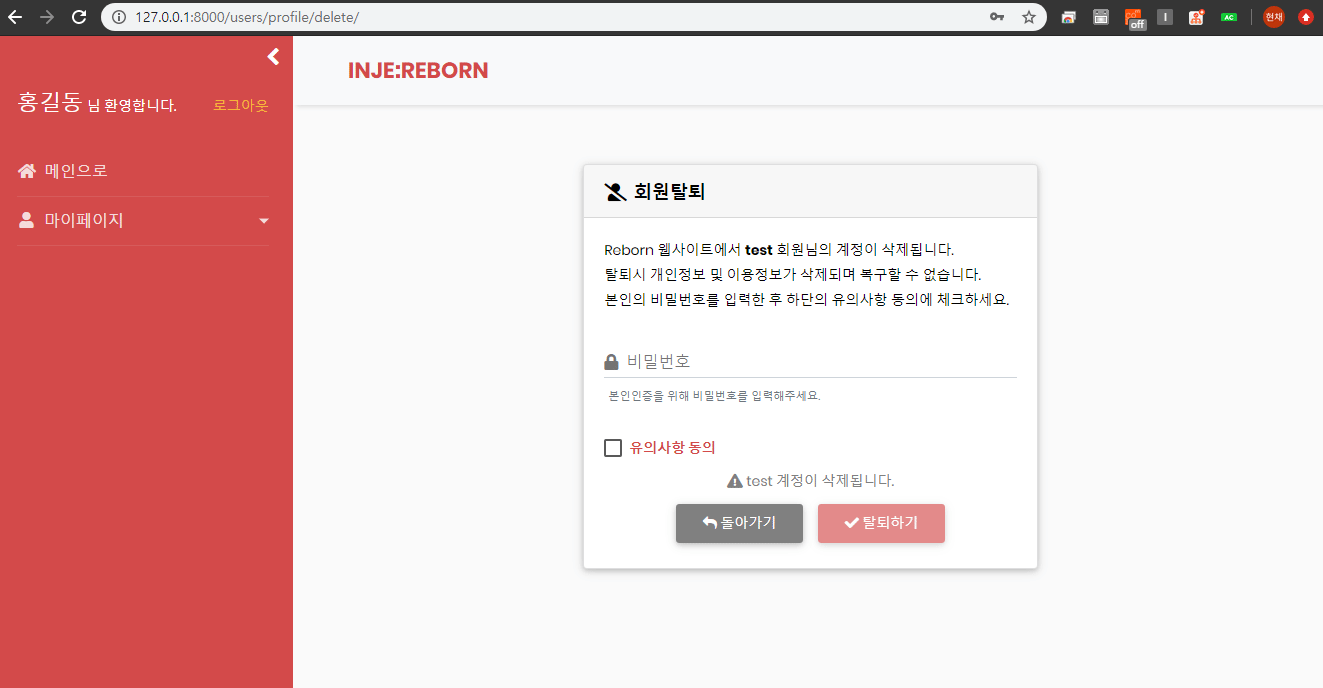 127.0.0.1:8000/users/profile/delete/
off
I
AC
현재
홍길동 님 환영합니다.
로그아웃
메인으로
마이페이지
INJE:REBORN
회원탈퇴
Reborn 웹사이트에서 test 회원님의 계정이 삭제됩니다.
탈퇴시 개인정보 및 이용정보가 삭제되며 복구할 수 없습니다.
본인의 비밀번호를 입력한 후 하단의 유의사항 동의에 체크하세요.
비밀번호
본인인증을 위해 비밀번호를 입력해주세요.
유의사항 동의
test 계정이 삭제됩니다.
돌아가기
탈퇴하기